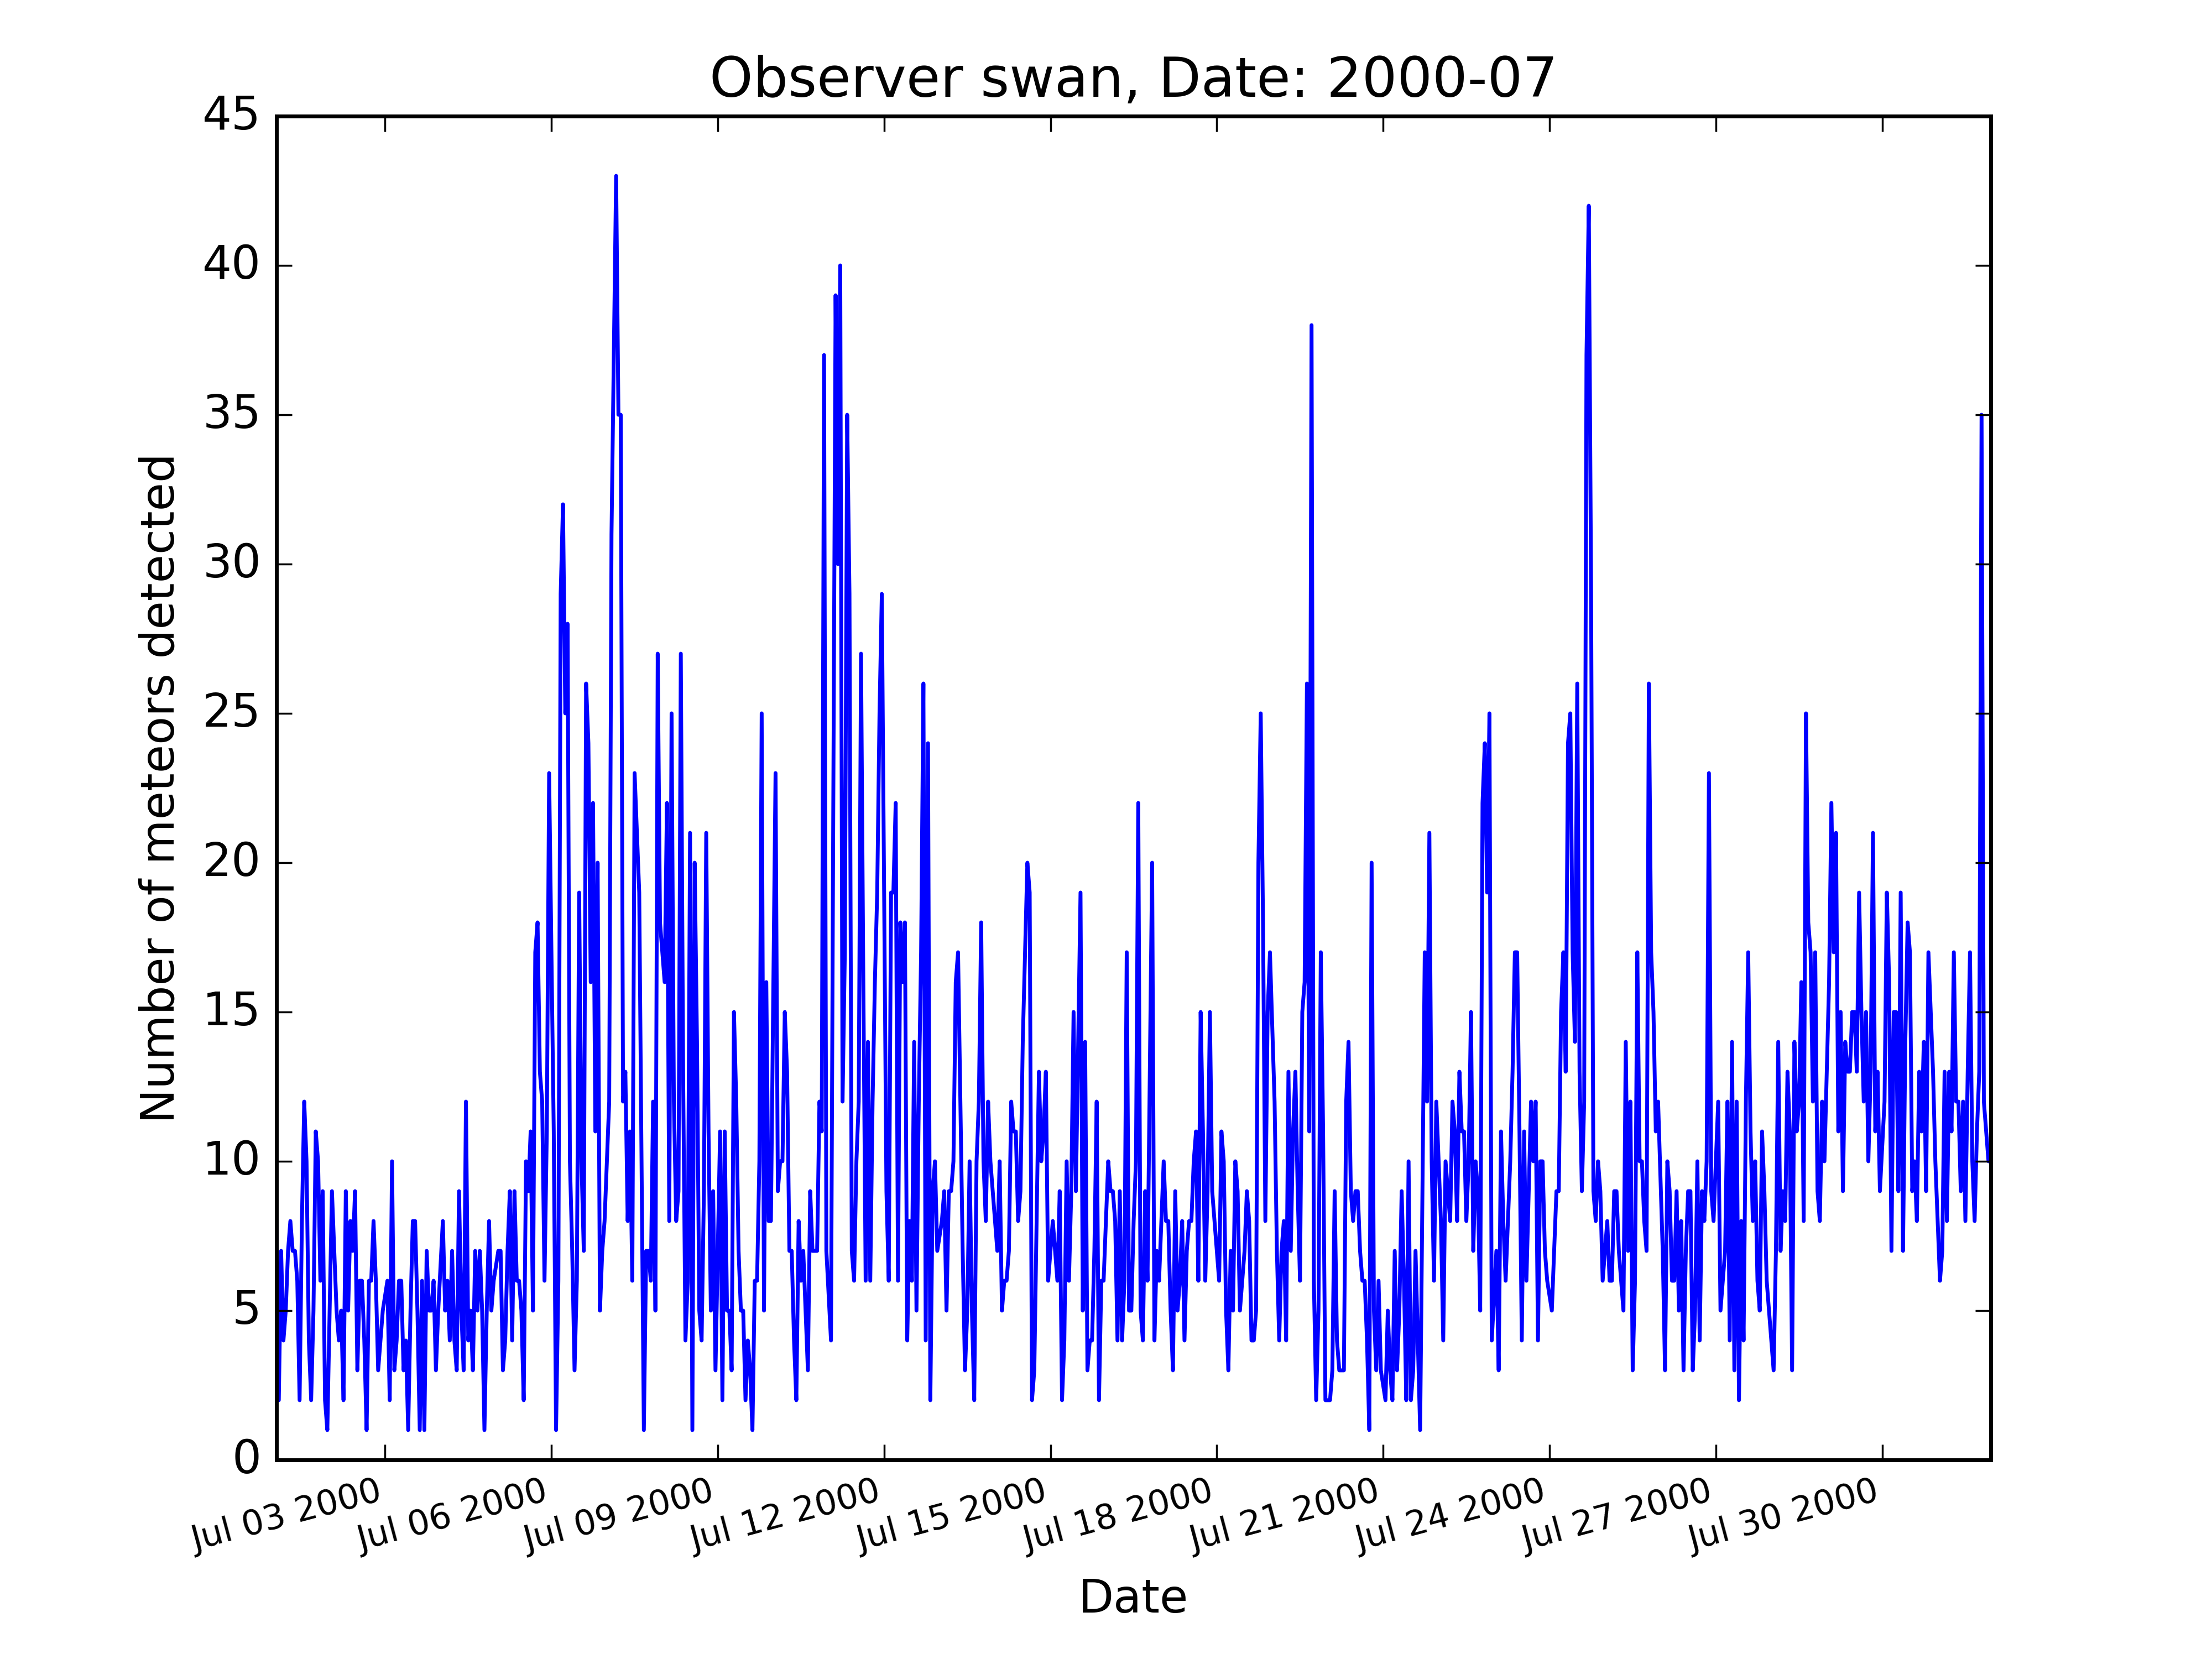 Observer swan, Date: 2000-07
Number of meteors detected
45
40
35
30
25
20
15
10
5
0
Jul 03 2000
Jul 06 2000
Jul 09 2000
Jul 12 2000
Jul 15 2000
Jul 18 2000
Jul 21 2000
Jul 24 2000
Jul 27 2000
Jul 30 2000
Date